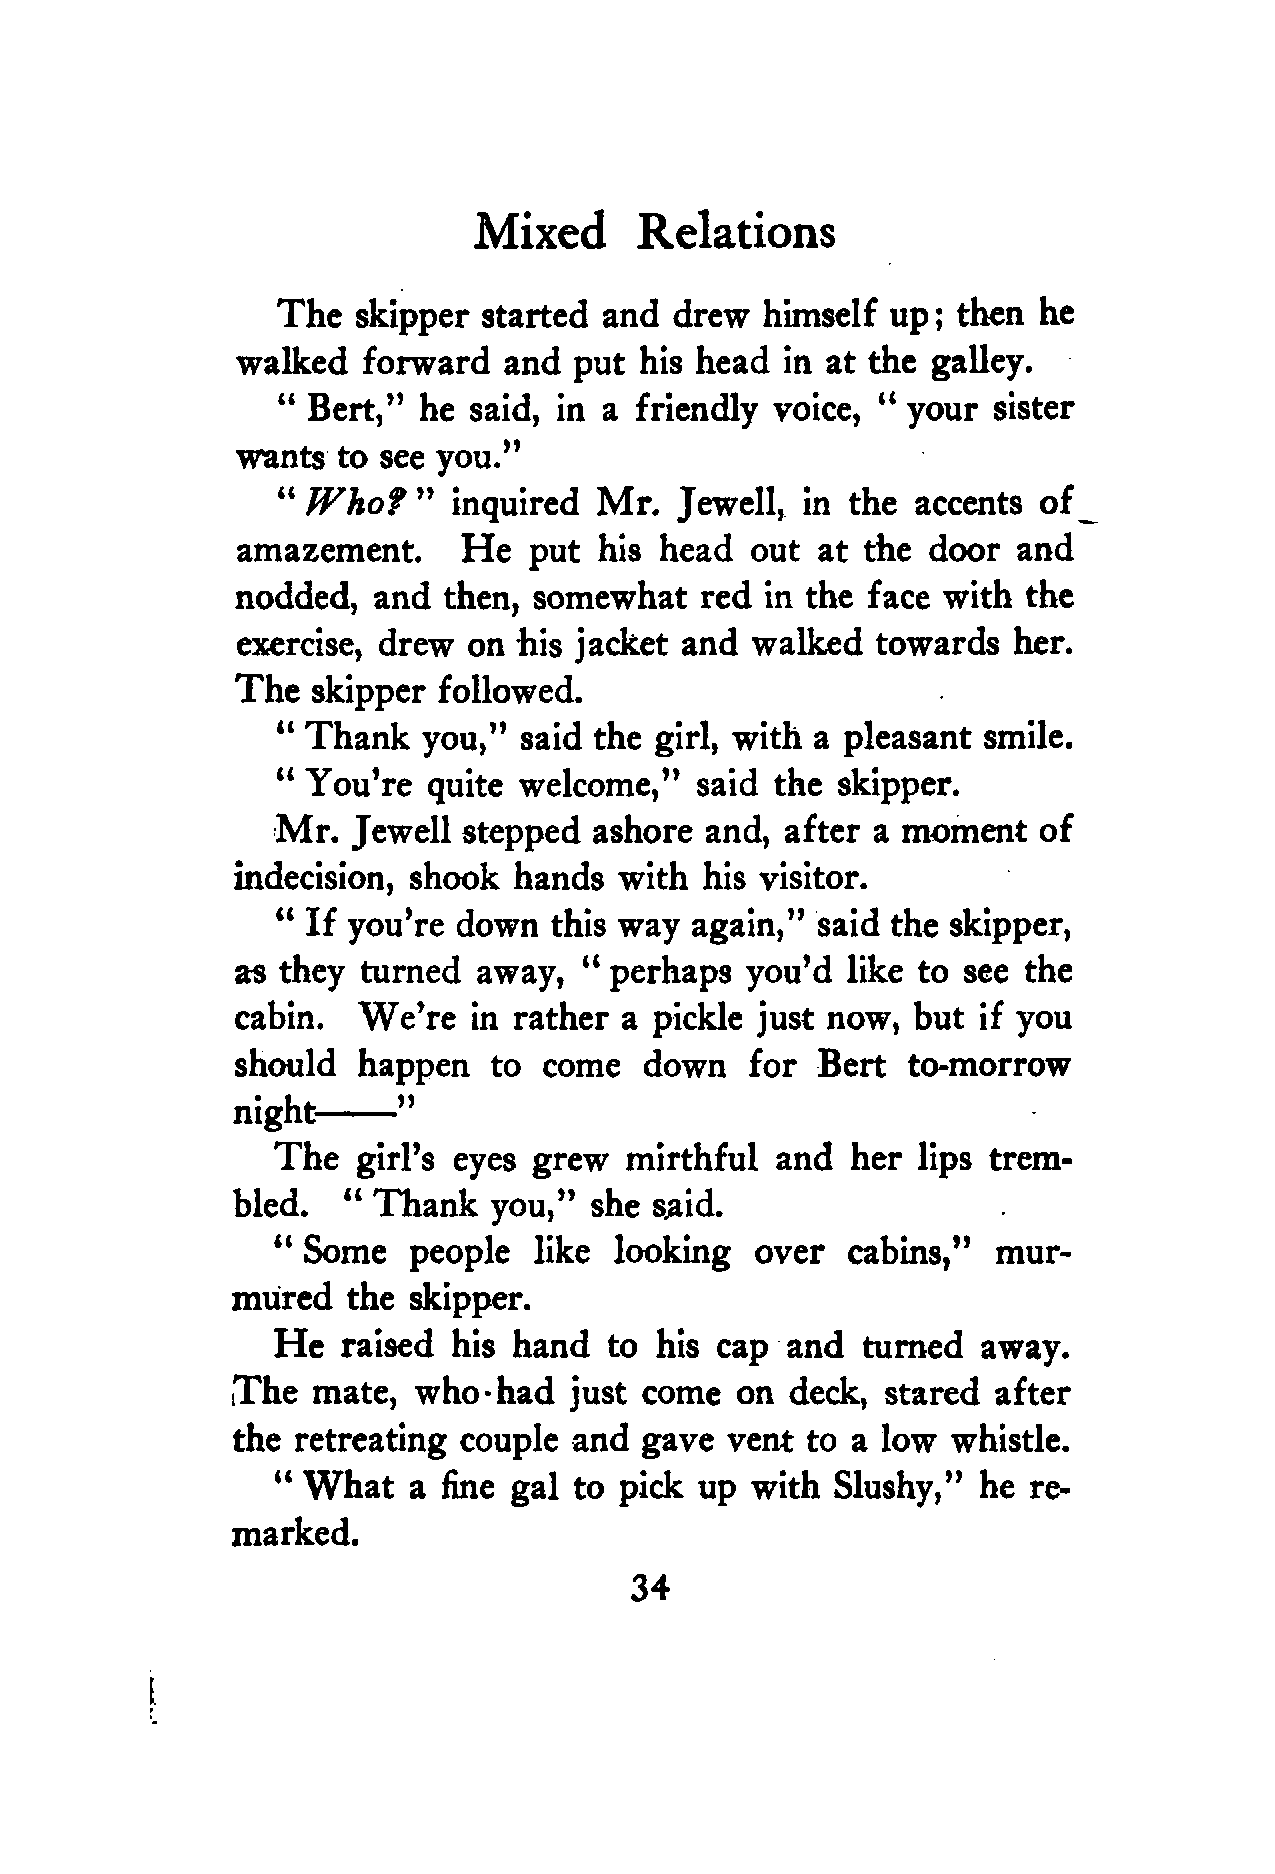 Mixed Relations
The skipper started and drew himself up; then he
walked forward and put his head in at the galley.
" Bert," he said, in a friendly voice, " your sister
wants to see you."
" Who? " inquired Mr. Jewell, in the accents of
amazement. He put his head out at the door and
nodded, and then, somewhat red in the face with the
exercise, drew on his jacket and walked towards her.
The skipper followed.
" Thank you," said the girl, with a pleasant smile.
" You're quite welcome," said the skipper.
Mr. Jewell stepped ashore and, after a moment of
indecision, shook hands with his visitor.
" If you're down this way again," said the skipper,
as they turned away, " perhaps you'd like to see the
cabin. We're in rather a pickle just now, but if you
should happen to come down for Bert to-morrow
night——"
The girl's eyes grew mirthful and her lips trem-
bled. " Thank you," she said.
" Some people like looking over cabins," mur-
mured the skipper.
He raised his hand to his cap and turned away.
The mate, who had just come on deck, stared after
the retreating couple and gave vent to a low whistle.
" What a fine gal to pick up with Slushy," he re-
marked.
34